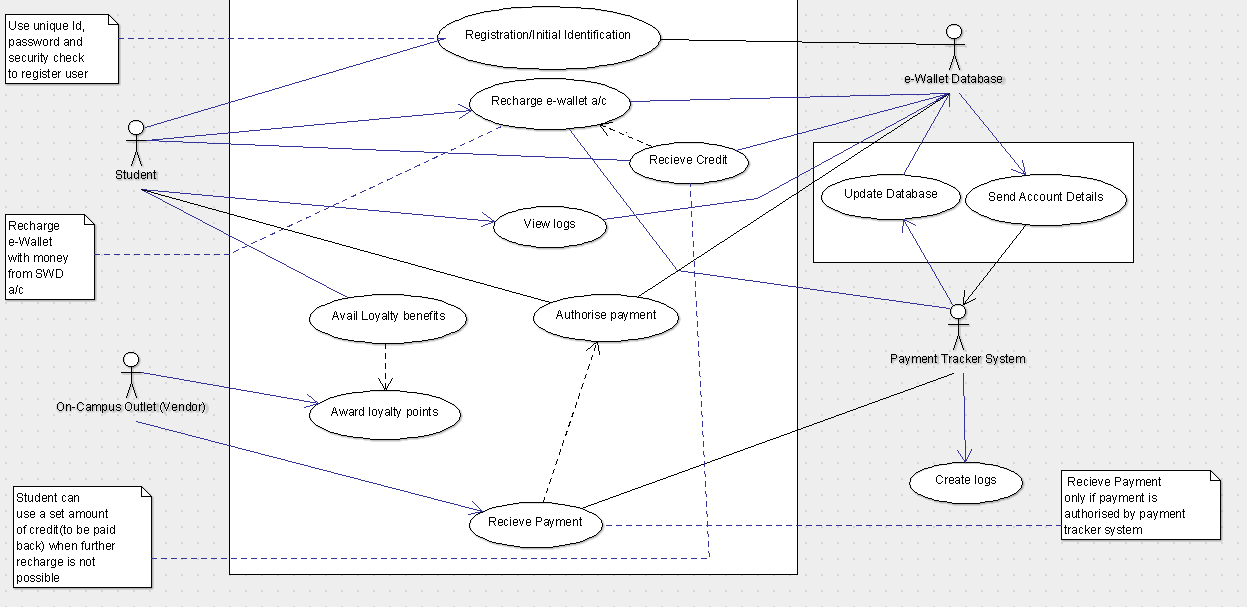 Use unique Id,
password and
security check
to register user
Registration/Initial Identification
e-Wallet Database
Recharge e-wallet a/c
Student
Recieve Credit
Update Database
Send Account Details
Recharge
e-Wallet
with money
from SWD
a/c
View logs
Avail Loyalty benefits
Authorise payment
Payment Tracker System
On-Campus Outlet (Vendor)
Award loyalty points
Create logs
Student can
use a set amount
of credit(to be paid
back) when further
recharge is not
possible
Recieve Payment
Recieve Payment
only if payment is
authorised by payment
tracker system